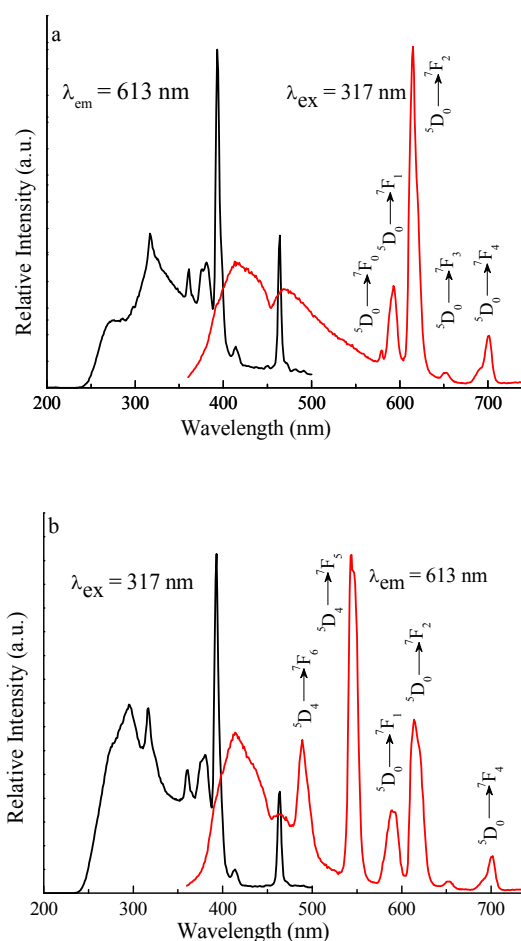 a
λem = 613 nm
λex = 317 nm
⁵D₀→⁷F₀
⁵D₀→⁷F₁
⁵D₀→⁷F₂
⁵D₀→⁷F₃
⁵D₀→⁷F₄
Relative Intensity (a.u.)
200 300 400 500 600 700
Wavelength (nm)
b
λex = 317 nm
λem = 613 nm
⁵D₄→⁷F₆
⁵D₄→⁷F₅
⁵D₀→⁷F₁
⁵D₀→⁷F₂
⁵D₀→⁷F₄
Relative Intensity (a.u.)
200 300 400 500 600 700
Wavelength (nm)